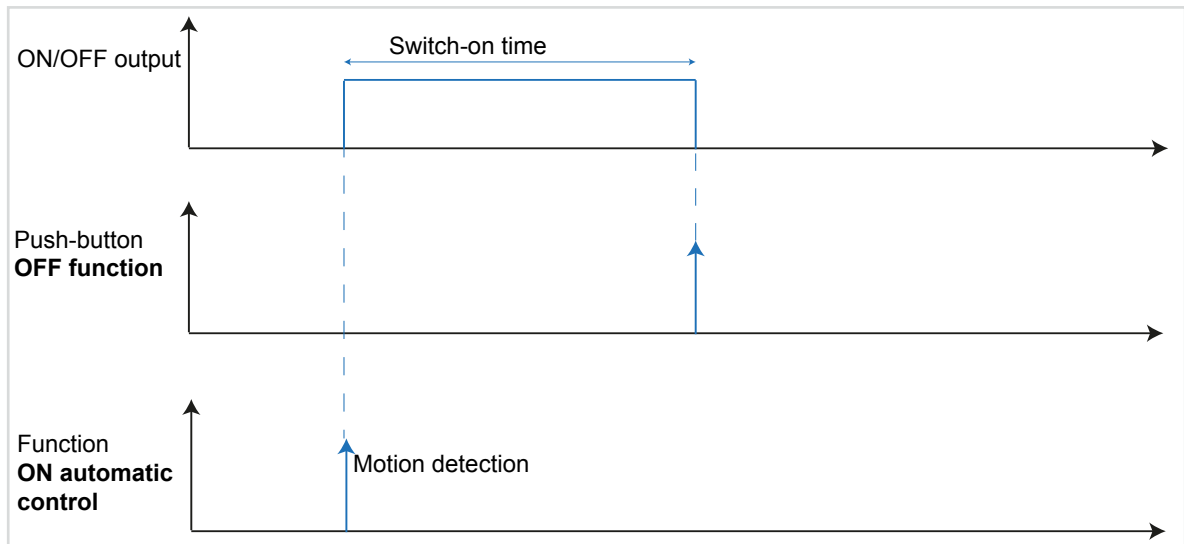 Switch-on time
ON/OFF output
Push-button
OFF function
Function
ON automatic
control
Motion detection